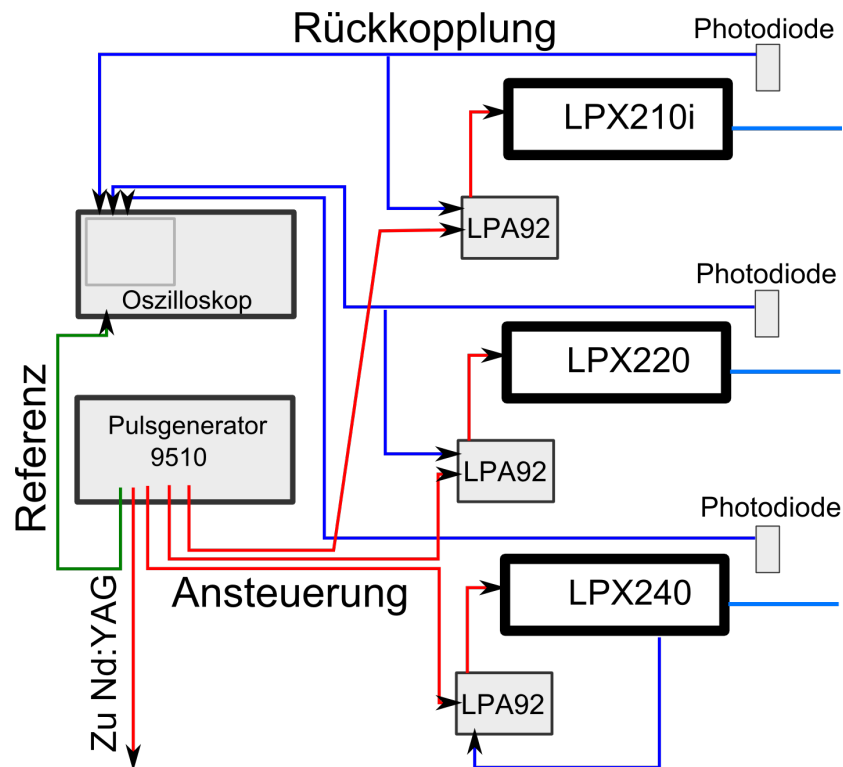 Rückkopplung
Photodiode
LPX210i
LPA92
Oszilloskop
Photodiode
LPX220
Referenz
Pulsgenerator
9510
LPA92
Photodiode
Ansteuerung
LPX240
Zu Nd:YAG
LPA92